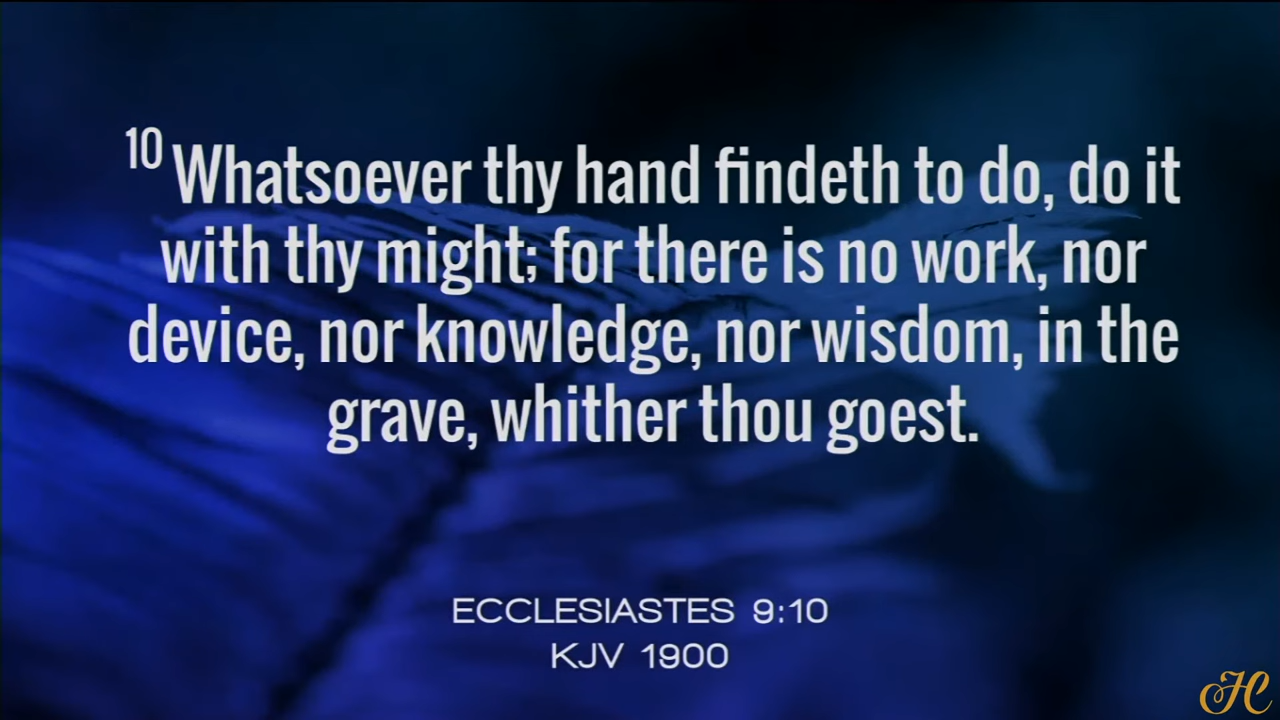 10 Whatsoever thy hand findeth to do, do it
with thy might; for there is no work, nor
device, nor knowledge, nor wisdom, in the
grave, whither thou goest.
ECCLESIASTES 9:10
KJV 1900
HC